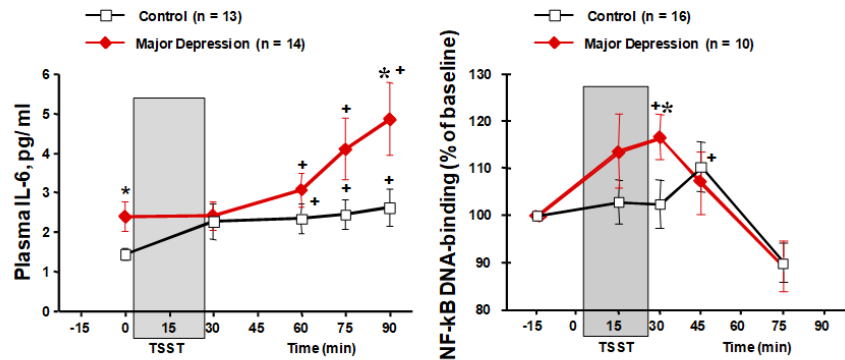 Control (n = 13)
Major Depression (n = 14)
Plasma IL-6, pg/ml
6
5
4
3
2
1
0
*
+
+
+
+
*+
+
-15 0 15 30 45 60 75 90
TSST Time (min)
Control (n = 16)
Major Depression (n = 10)
NF-kB DNA-binding (% of baseline)
130
120
110
100
90
80
+*
+
-15 0 15 30 45 60 75 90
TSST Time (min)